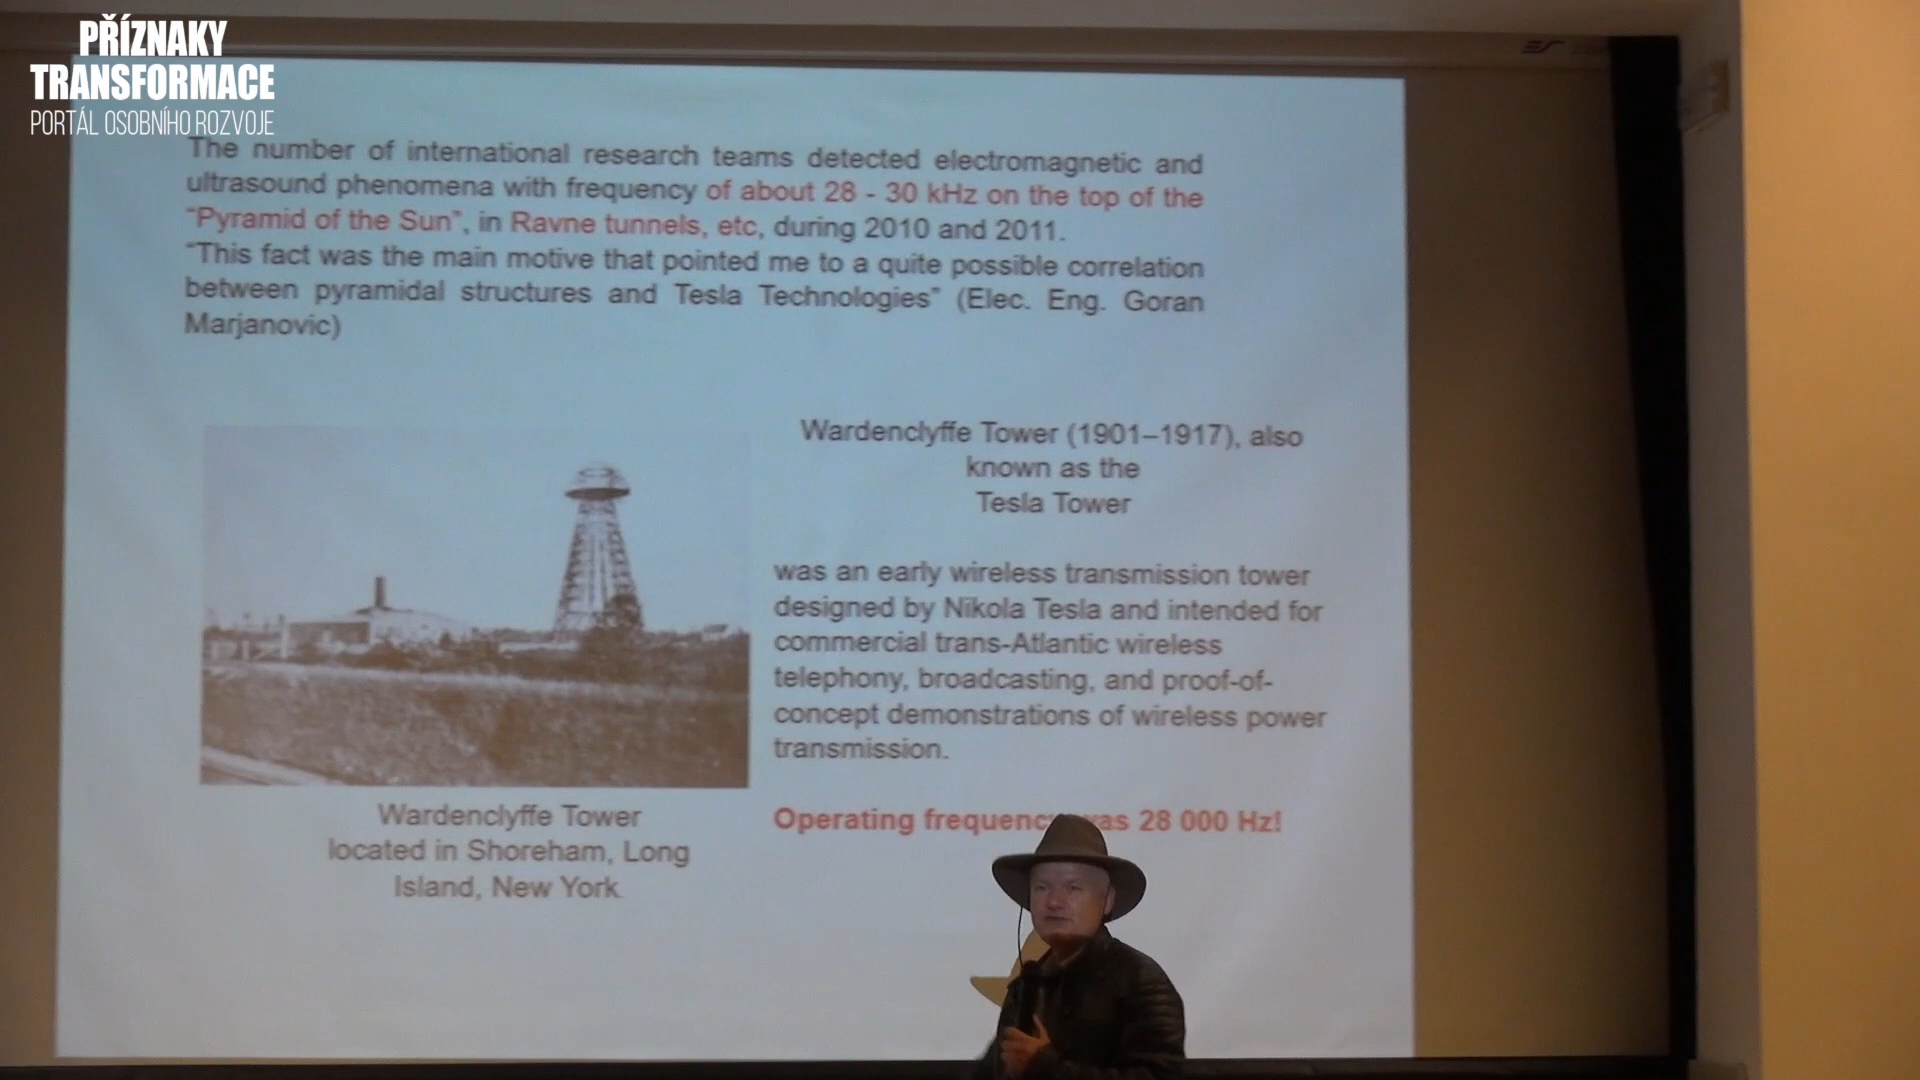 PŘÍZNAKY
TRANSFORMACE
PORTÁL OSOBNÍHO ROZVOJE
The number of international research teams detected electromagnetic and
ultrasound phenomena with frequency of about 28 - 30 kHz on the top of the
"Pyramid of the Sun", in Ravne tunnels, etc, during 2010 and 2011.
"This fact was the main motive that pointed me to a quite possible correlation
between pyramidal structures and Tesla Technologies" (Elec. Eng. Goran
Marjanovic)
Wardenclyffe Tower (1901–1917), also
known as the
Tesla Tower
was an early wireless transmission tower
designed by Nikola Tesla and intended for
commercial trans-Atlantic wireless
telephony, broadcasting, and proof-of-
concept demonstrations of wireless power
transmission.
Operating frequency was 28 000 Hz!
Wardenclyffe Tower
located in Shoreham, Long
Island, New York